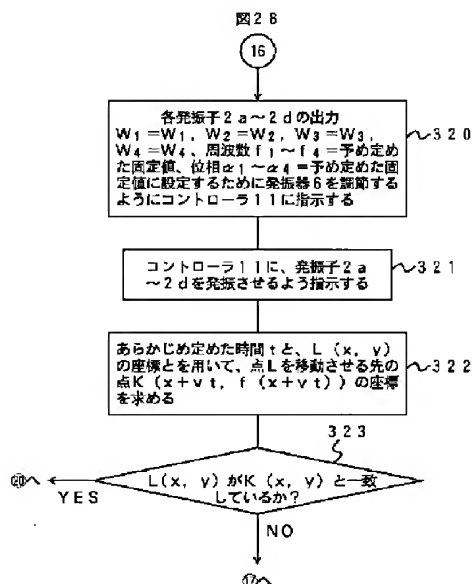 図28
16
各発振子2a〜2dの出力
W₁=W₁, W₂=W₂, W₃=W₃,
W₄=W₄、周波数f₁〜f₄=予め定め
た固定値、位相α₁〜α₄=予め定めた固
定値に設定するために発振器6を調節する
ようにコントローラ11に指示する
320
コントローラ11に、発振子2a
〜2dを発振させるよう指示する
321
あらかじめ定めた時間tと、L(x, y)
の座標とを用いて、点Lを移動させる先の
点K(x+vt, f(x+vt))の座標
を求める
322
323
L(x, y)がK(x, y)と一致
しているか?
⑳へ
YES
NO
⑰へ